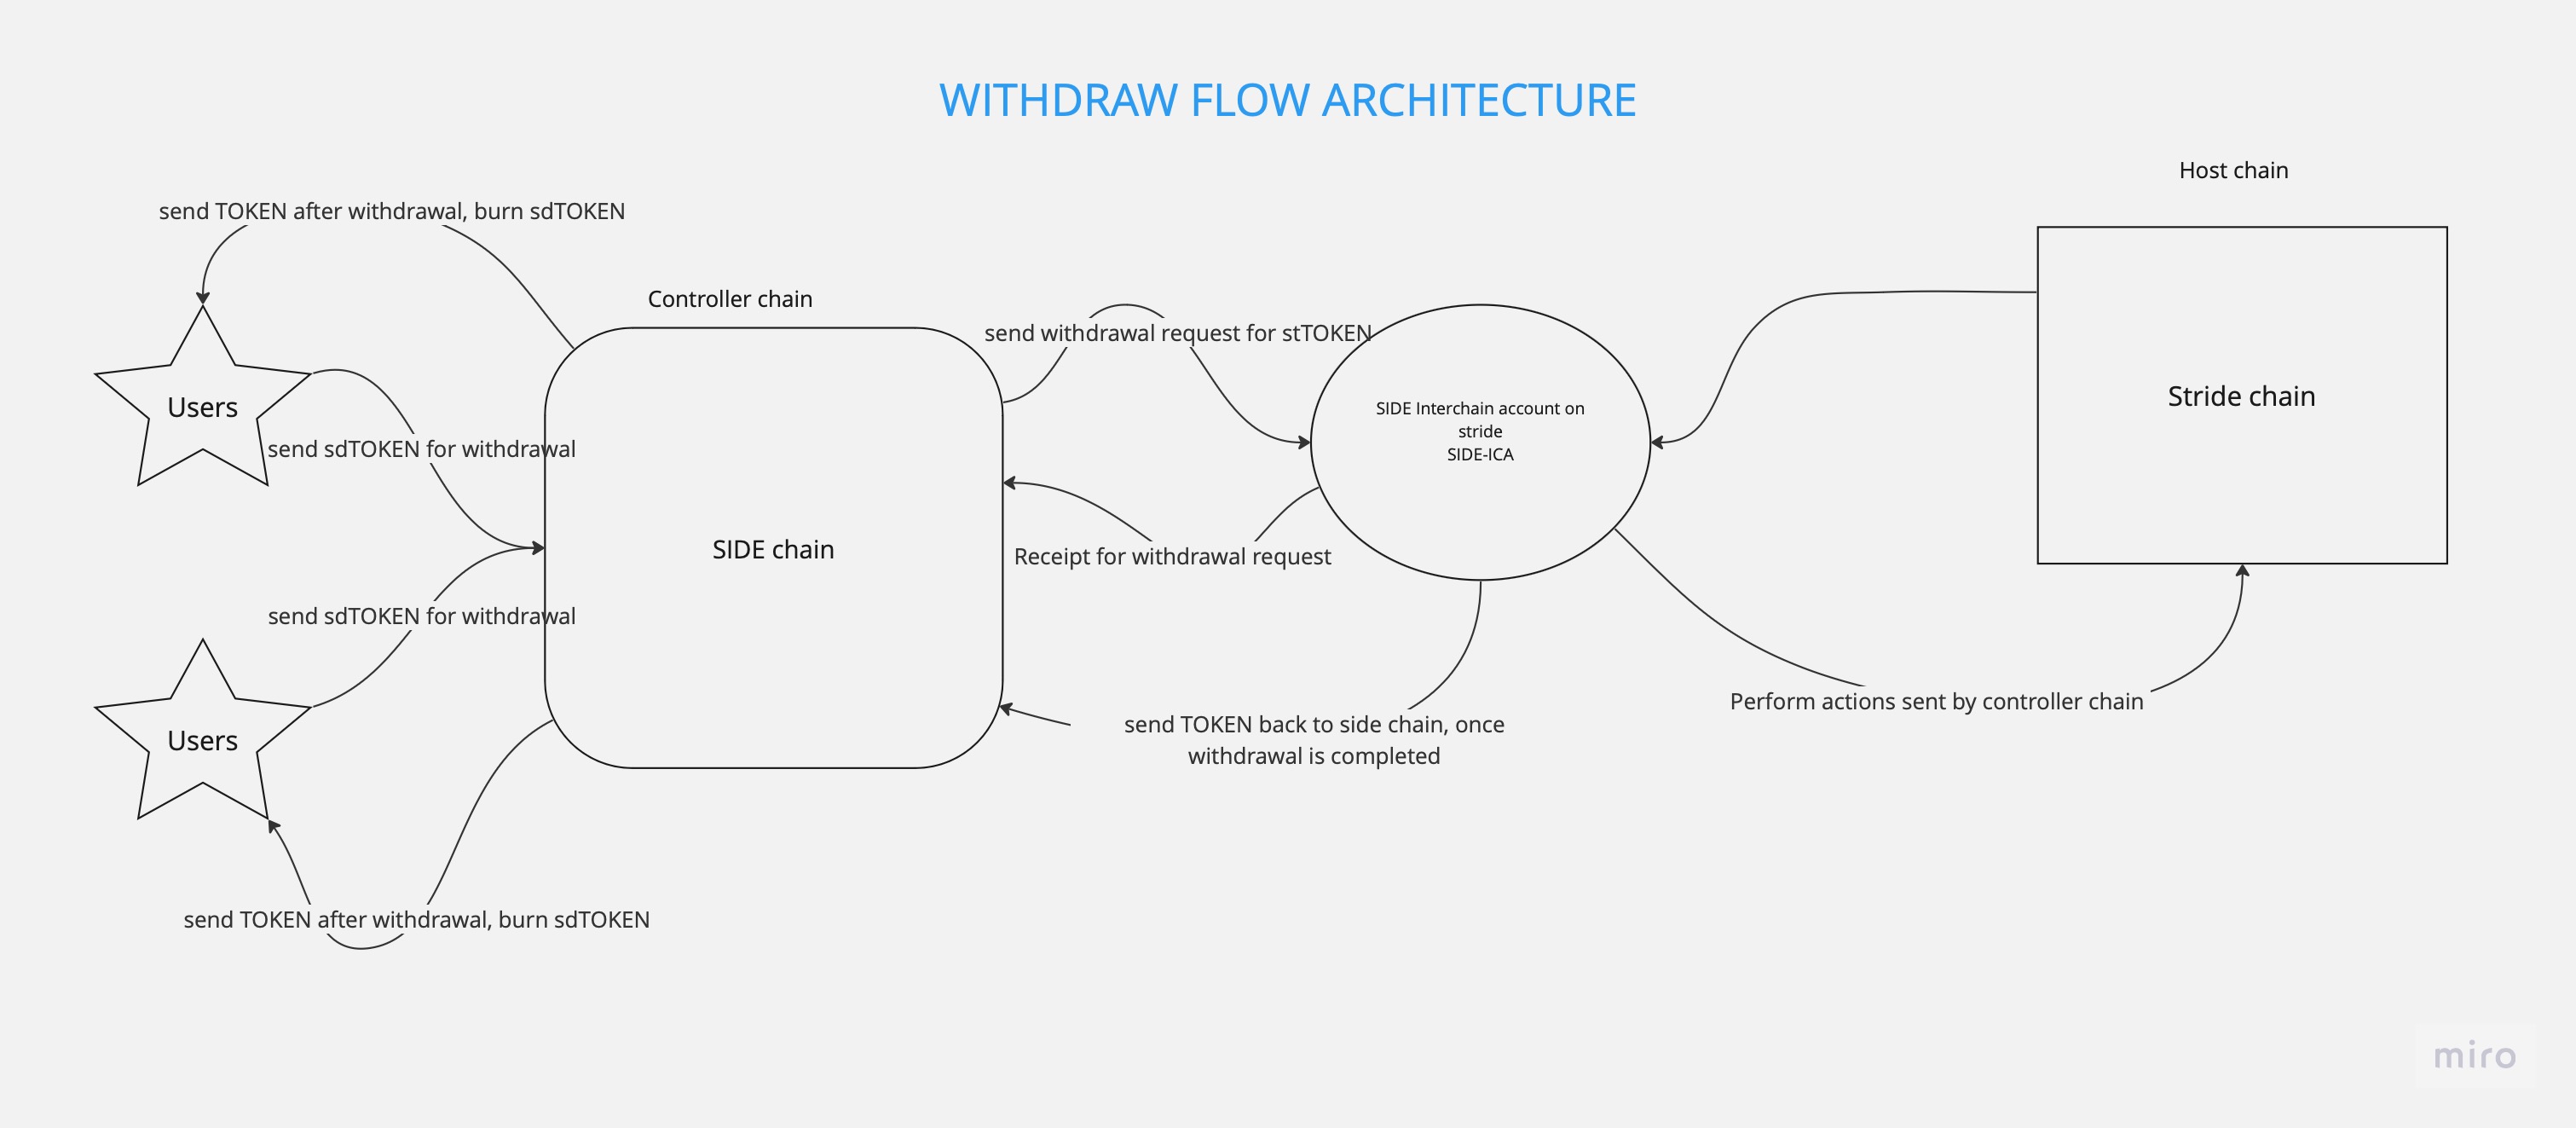 WITHDRAW FLOW ARCHITECTURE
Host chain
send TOKEN after withdrawal, burn sdTOKEN
Controller chain
send withdrawal request for stTOKEN
Users
send sdTOKEN for withdrawal
SIDE Interchain account on
stride
SIDE-ICA
Stride chain
SIDE chain
Receipt for withdrawal request
send sdTOKEN for withdrawal
Users
send TOKEN back to side chain, once
withdrawal is completed
Perform actions sent by controller chain
send TOKEN after withdrawal, burn sdTOKEN
miro